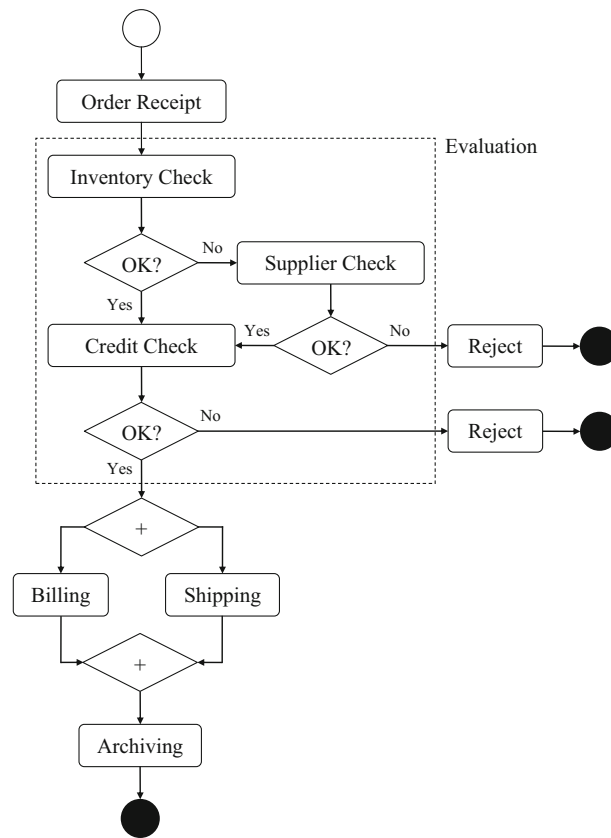 Order Receipt
Evaluation
Inventory Check
OK?
No
Supplier Check
Yes
Credit Check
Yes
OK?
No
Reject
OK?
No
Reject
Yes
+
Billing
Shipping
+
Archiving